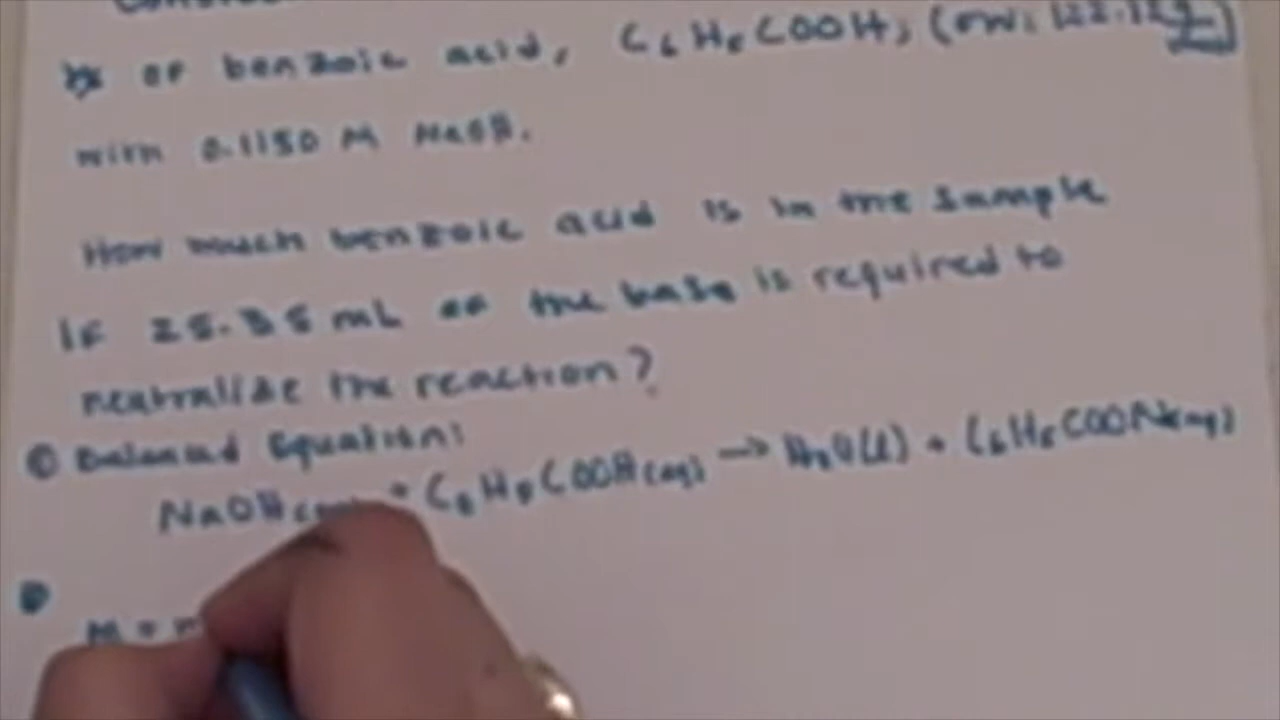 of benzoic acid, C6H5COOH, (FW: 122.12g
with 0.1150 M NaOH.
How much benzoic acid is in the sample
if 25.35 mL of the base is required to
neutralize the reaction?
① Balanced Equation:
NaOH + C6H5COOH(aq) → H2O(l) + C6H5COONa(aq)
M =